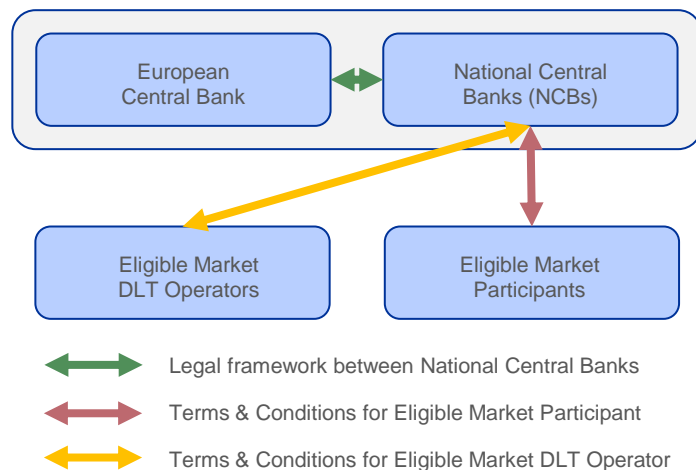 European
Central Bank
National Central
Banks (NCBs)
Eligible Market
DLT Operators
Eligible Market
Participants
Legal framework between National Central Banks
Terms & Conditions for Eligible Market Participant
Terms & Conditions for Eligible Market DLT Operator